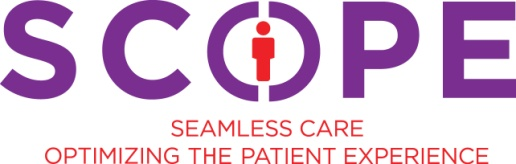 SCOPE
SEAMLESS CARE
OPTIMIZING THE PATIENT EXPERIENCE